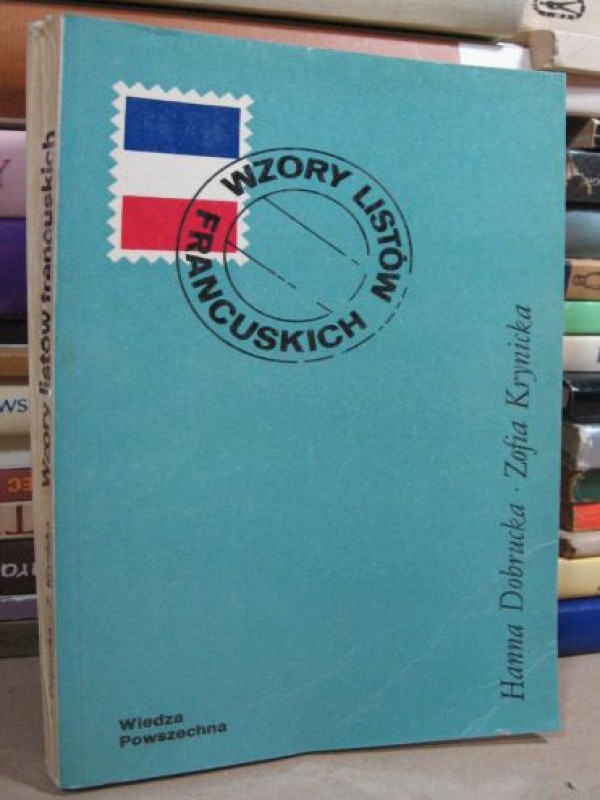 WZORY LISTÓW
FRANCUSKICH
Hanna Dobrucka · Zofia Krynicka
Wiedza
Powszechna
Wzory listów francuskich